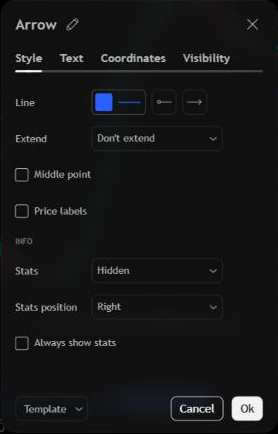 Arrow
Style Text Coordinates Visibility
Line
Extend Don't extend
Middle point
Price labels
INFO
Stats Hidden
Stats position Right
Always show stats
Template Cancel Ok